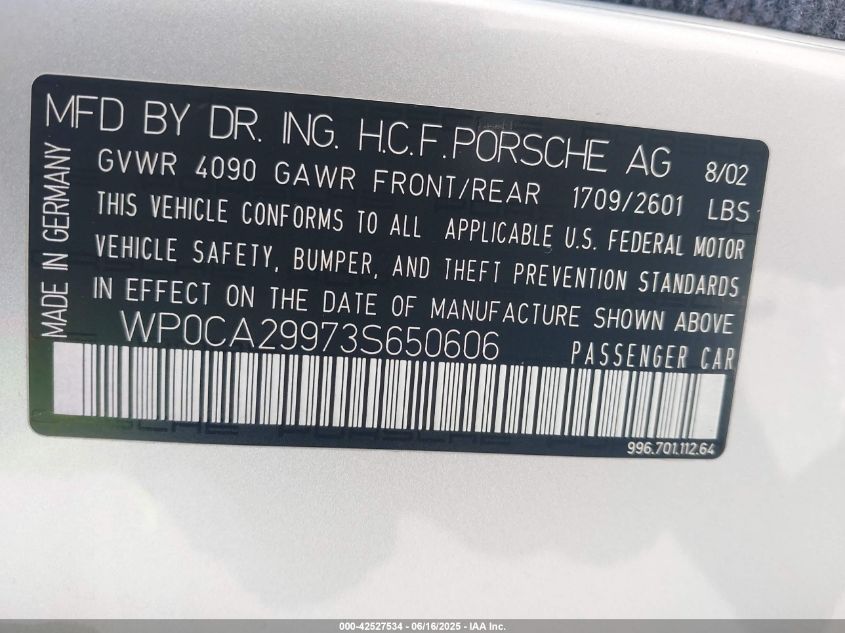 MFD BY DR. ING. H.C.F. PORSCHE AG 8/02
GVWR 4090 GAWR FRONT/REAR 1709/2601 LBS
THIS VEHICLE CONFORMS TO ALL APPLICABLE U.S. FEDERAL MOTOR
VEHICLE SAFETY, BUMPER, AND THEFT PREVENTION STANDARDS
IN EFFECT ON THE DATE OF MANUFACTURE SHOWN ABOVE
WP0CA29973S650606 PASSENGER CAR
MADE IN GERMANY
996.701.112.64
000-42527534 - 06/16/2025 - IAA Inc.